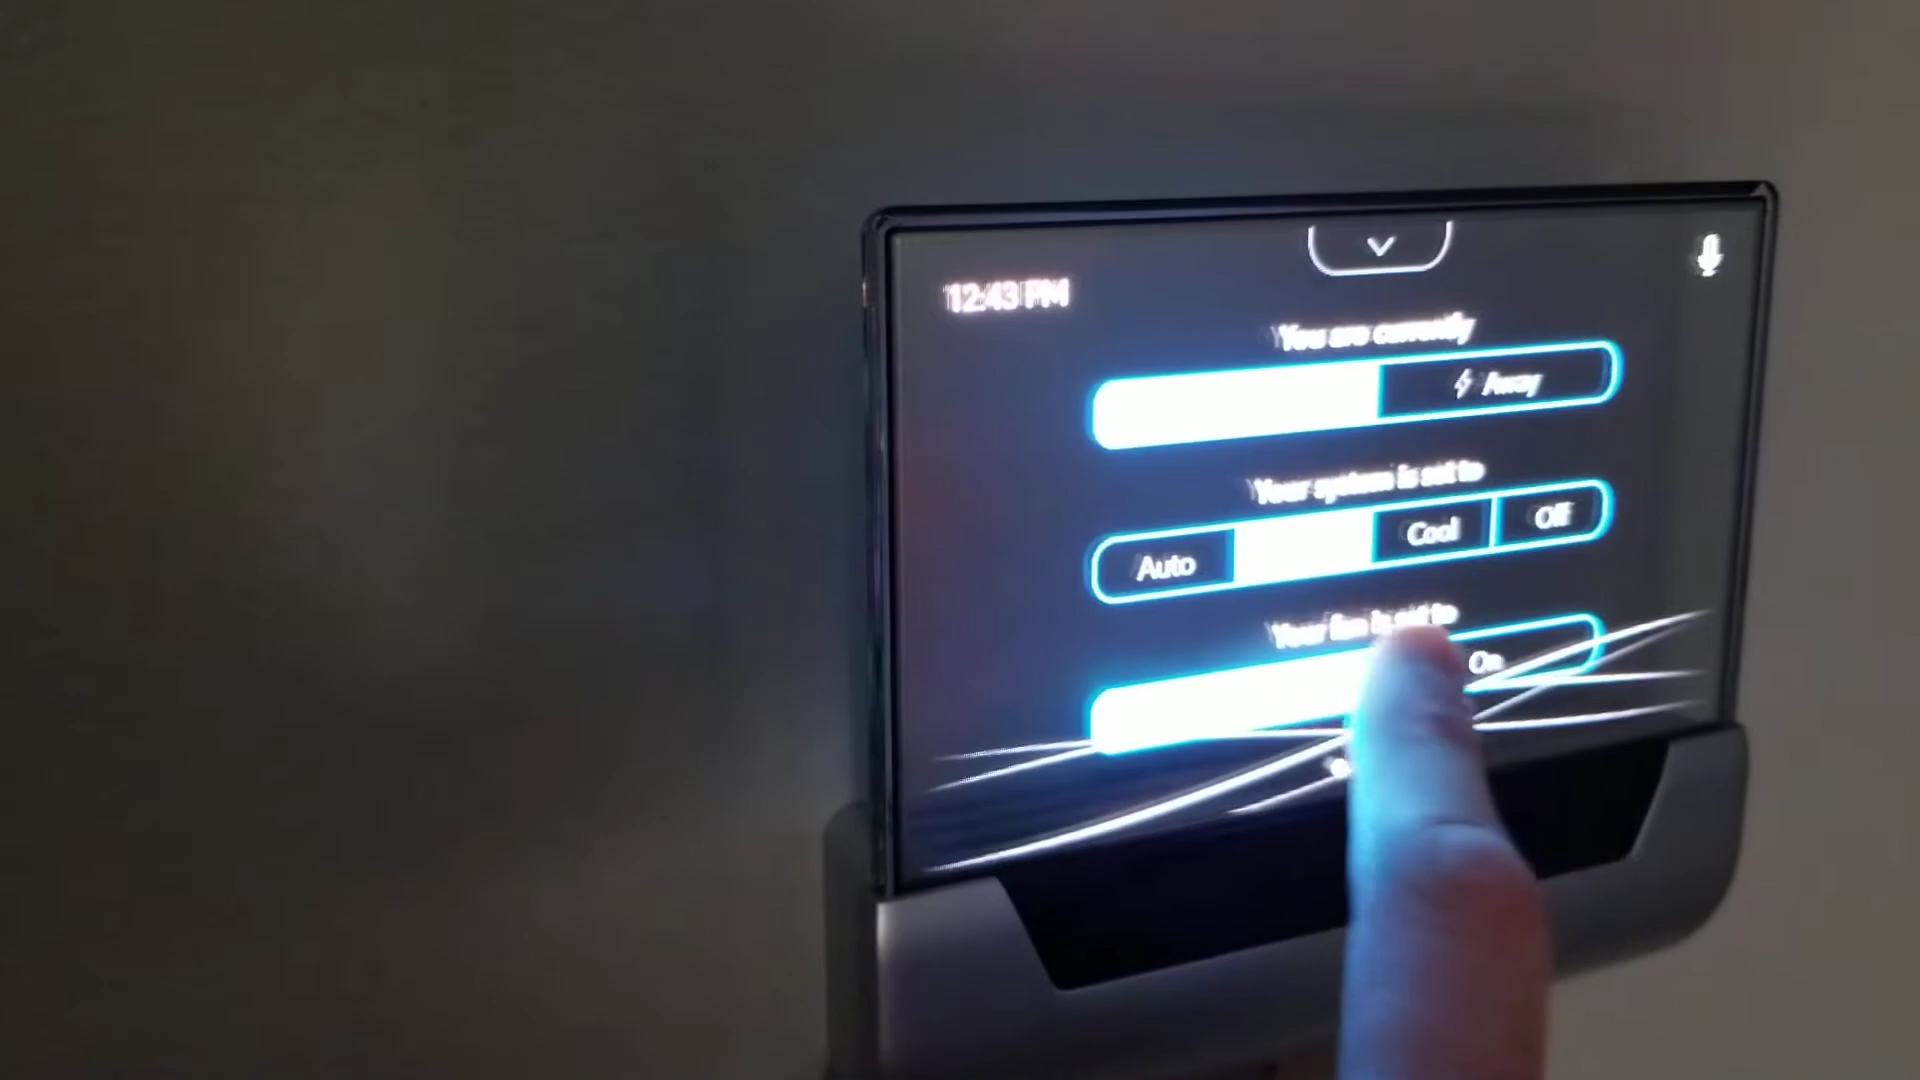 12:43 PM
You are currently
Away
Your system is set to
Auto Cool Off
Your fan is set to
On